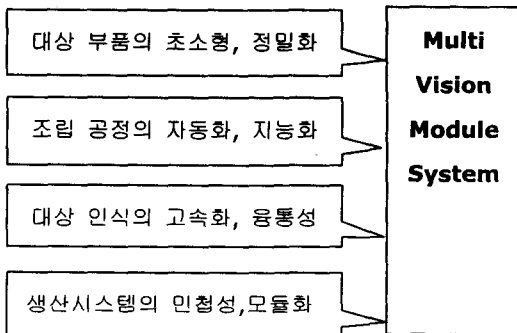 대상 부품의 초소형, 정밀화
조립 공정의 자동화, 지능화
대상 인식의 고속화, 융통성
생산시스템의 민첩성,모듈화
Multi
Vision
Module
System